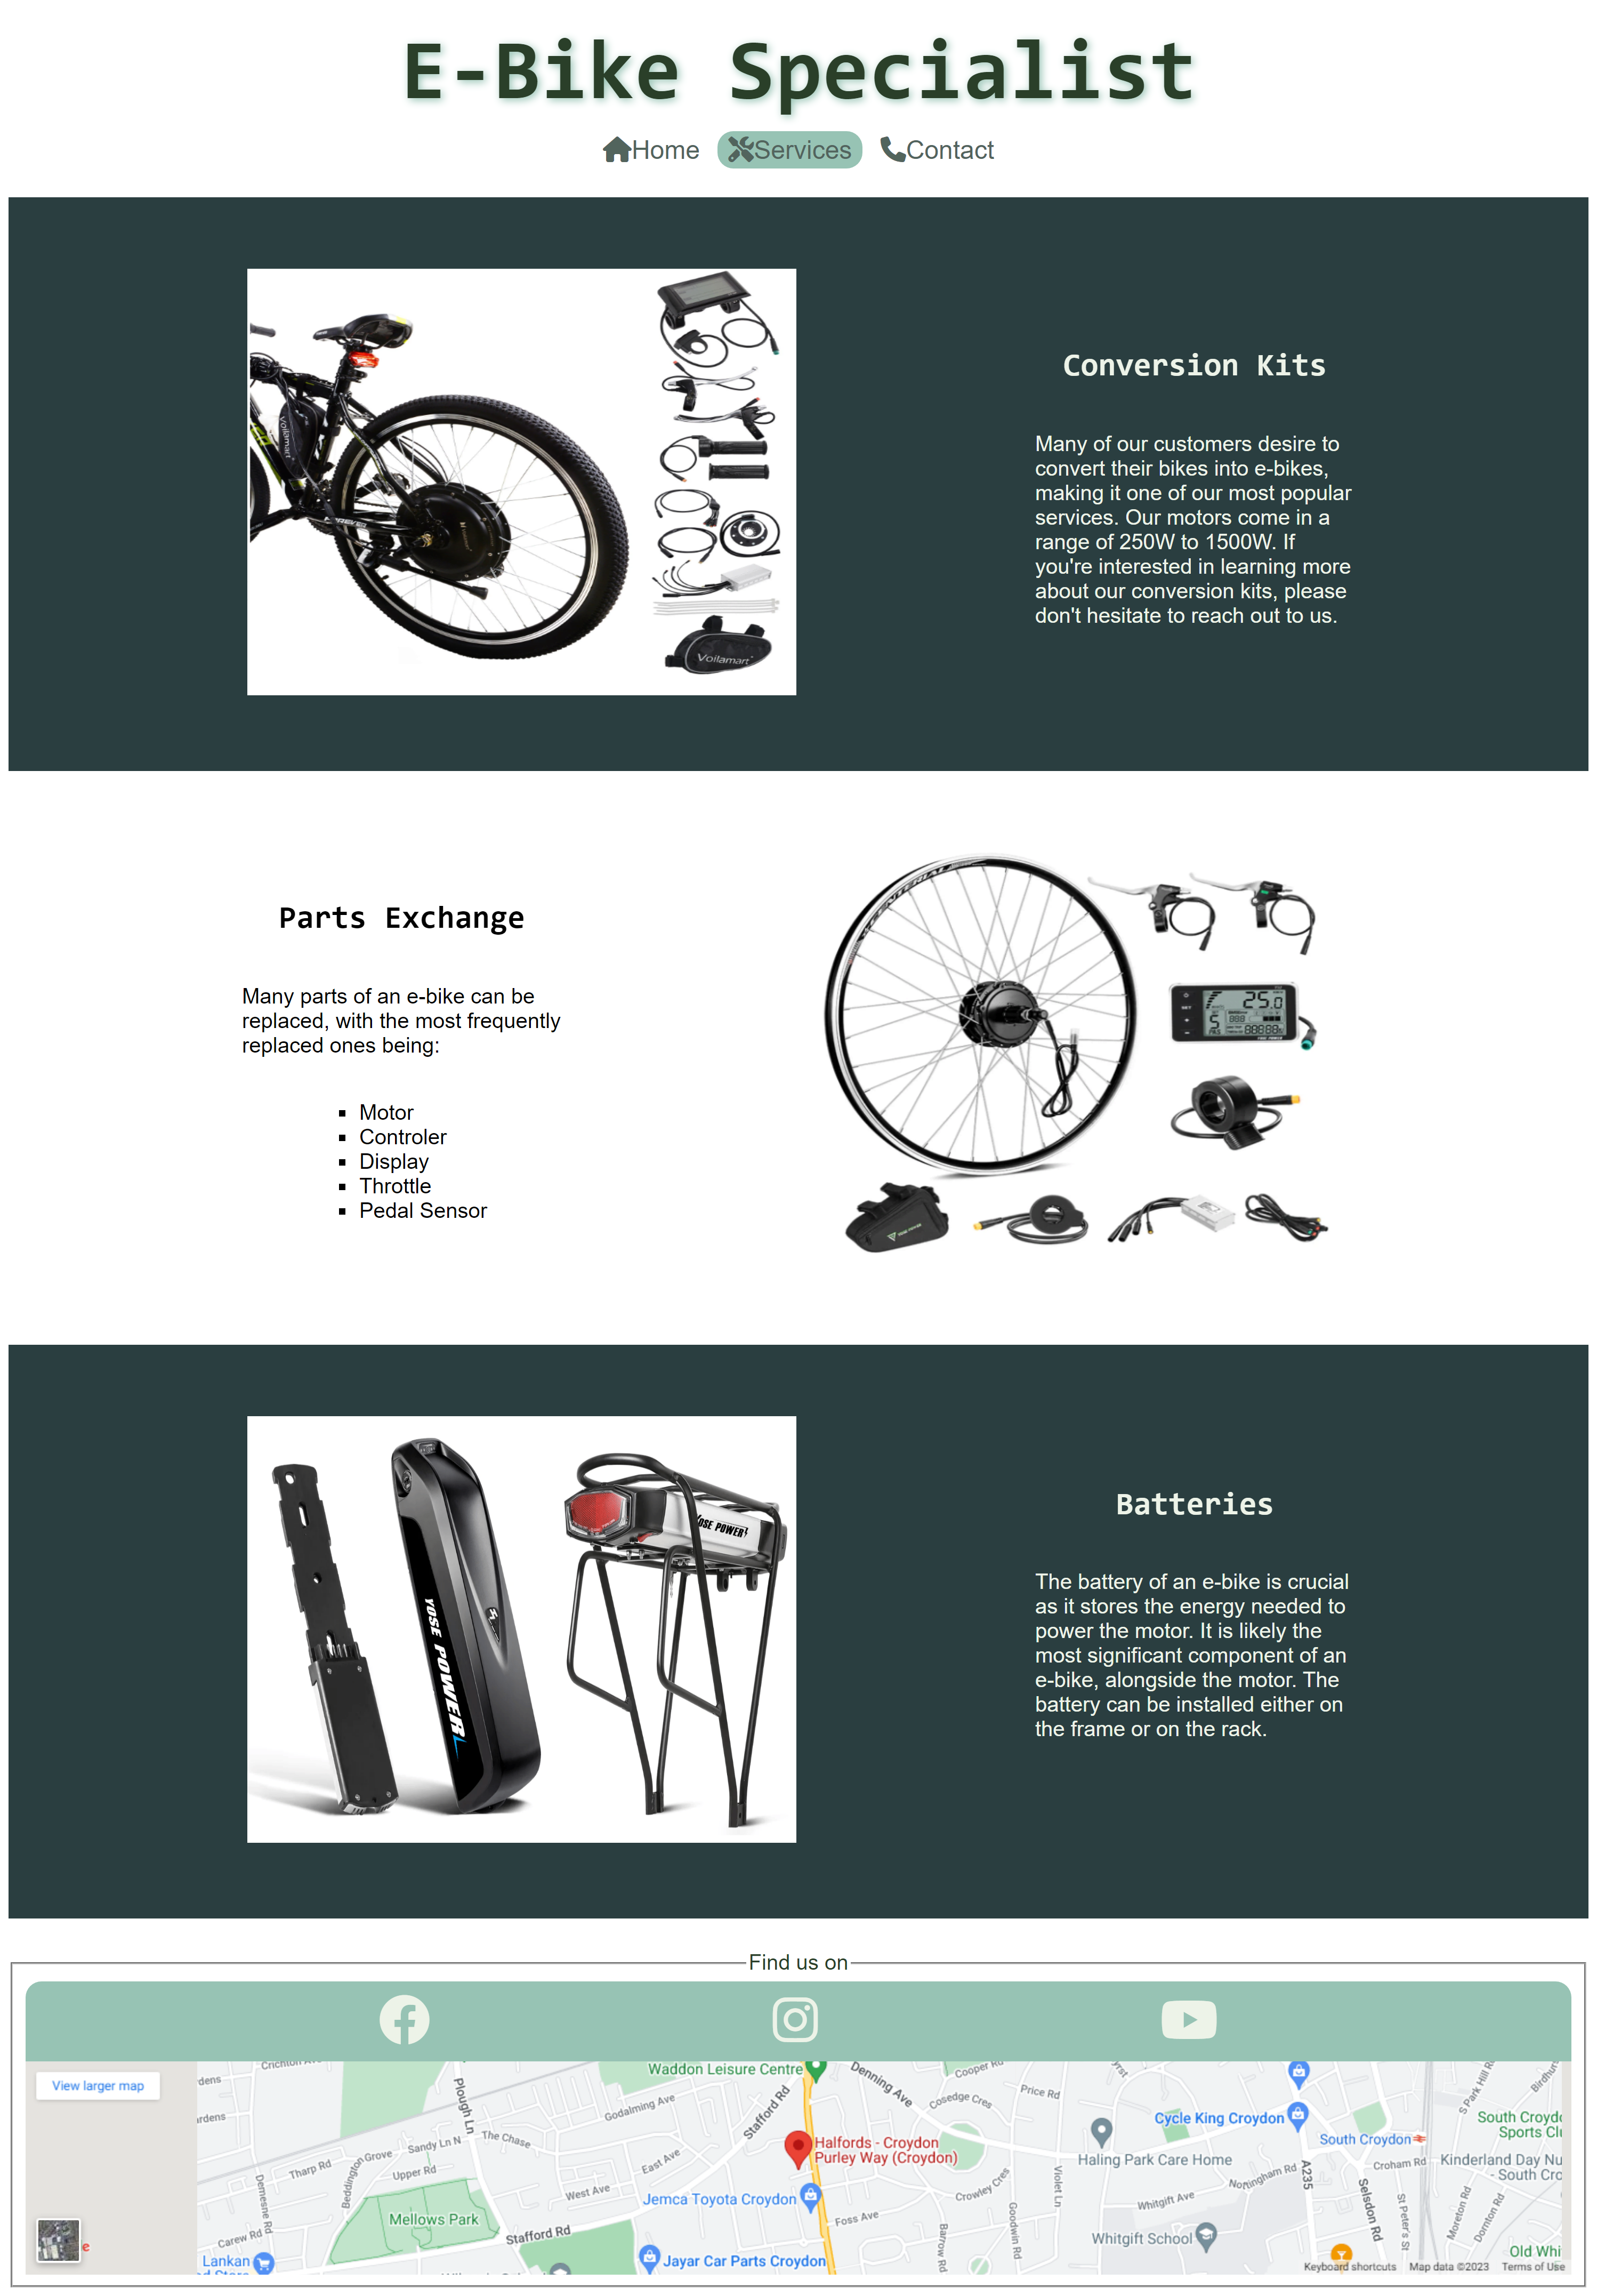 E-Bike Specialist
Home Services Contact
Voilamart
Voilamart
Conversion Kits
Many of our customers desire to
convert their bikes into e-bikes,
making it one of our most popular
services. Our motors come in a
range of 250W to 1500W. If
you're interested in learning more
about our conversion kits, please
don't hesitate to reach out to us.
Parts Exchange
Many parts of an e-bike can be
replaced, with the most frequently
replaced ones being:
Motor
Controler
Display
Throttle
Pedal Sensor
25.0
SET
YOSE POWER
YOSE POWER
Batteries
The battery of an e-bike is crucial
as it stores the energy needed to
power the motor. It is likely the
most significant component of an
e-bike, alongside the motor. The
battery can be installed either on
the frame or on the rack.
Find us on
View larger map
Waddon Leisure Centre
Denning Ave
Cooper Rd
Cosedge Cres
Price Rd
Plough Ln
Godalming Ave
Stafford Rd
Cycle King Croydon
South Croydon
S Park Hill R
Birdhur
South Croyd
Sports Cl
Halfords - Croydon
Purley Way (Croydon)
Haling Park Care Home
Kinderland Day Nu
- South Cro
Croham Rd
Nottingham Rd
A235
Selsdon Rd
St Peter's St
Moreton Rd
Dornton Rd
Sandy Ln N
The Chase
Beddington Grove
Tharp Rd
Upper Rd
East Ave
West Ave
Demesne Rd
Crowley Cres
Violet Ln
Whitgift Ave
Jemca Toyota Croydon
Foss Ave
Goodwin Rd
Barrow Rd
Whitgift School
Mellows Park
Stafford Rd
Carew Rd
Lankan
Jayar Car Parts Croydon
Old Whi
Keyboard shortcuts Map data ©2023 Terms of Use